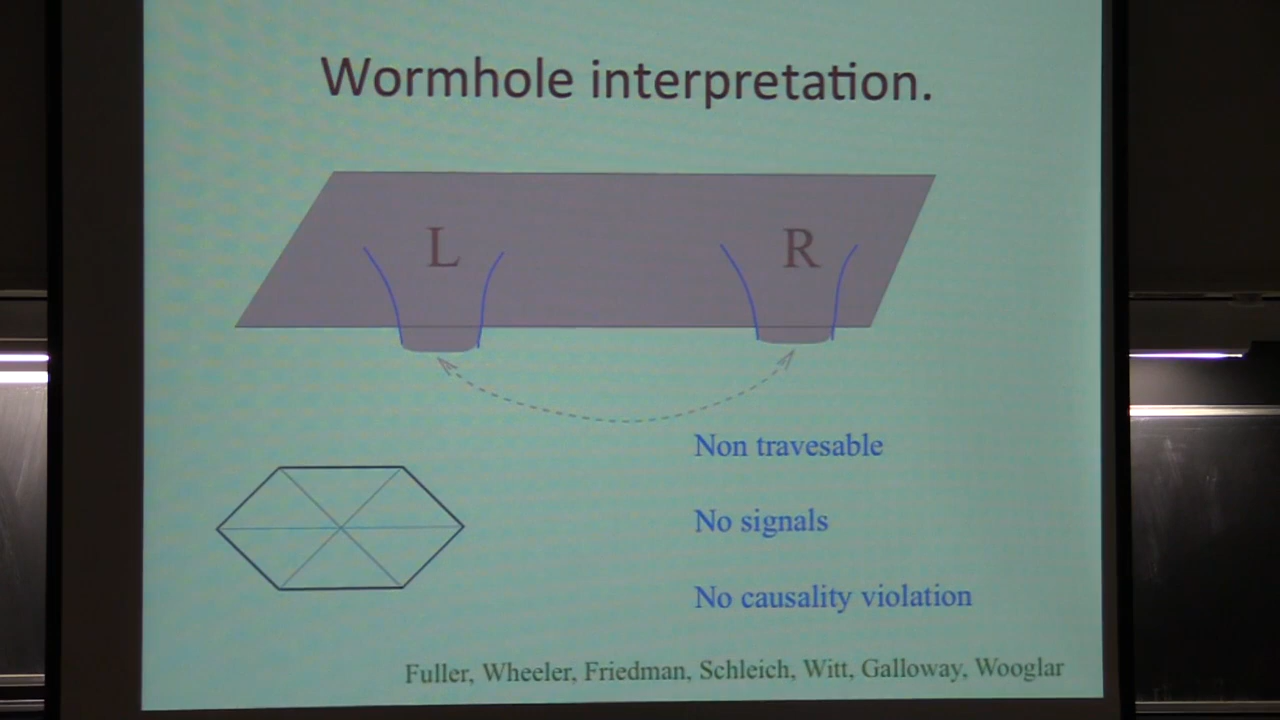 Wormhole interpretation.
L R
Non travesable
No signals
No causality violation
Fuller, Wheeler, Friedman, Schleich, Witt, Galloway, Wooglar